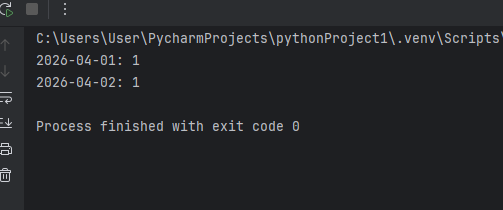 C:\Users\User\PycharmProjects\pythonProject1\.venv\Scripts\
2026-04-01: 1
2026-04-02: 1
Process finished with exit code 0